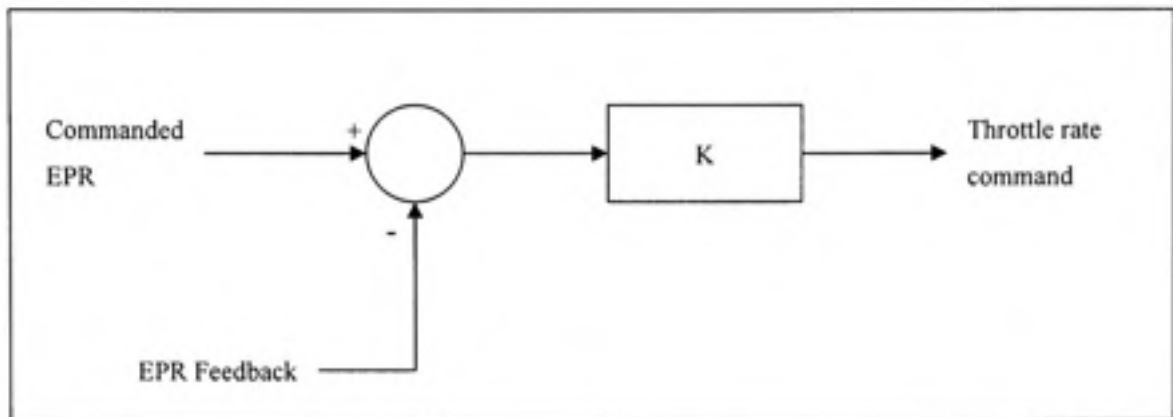 Commanded
EPR
+
-
K
Throttle rate
command
EPR Feedback